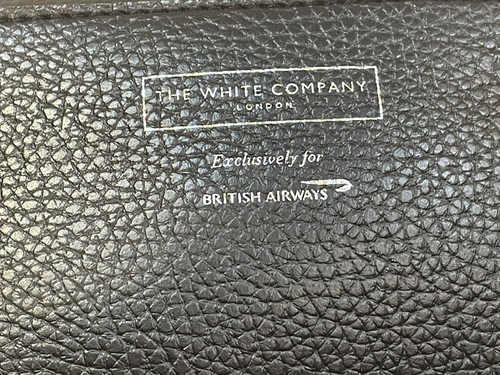 THE WHITE COMPANY
LONDON
Exclusively for
BRITISH AIRWAYS